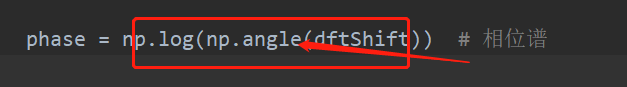 phase = np.log(np.angle(dftShift))  # 相位谱